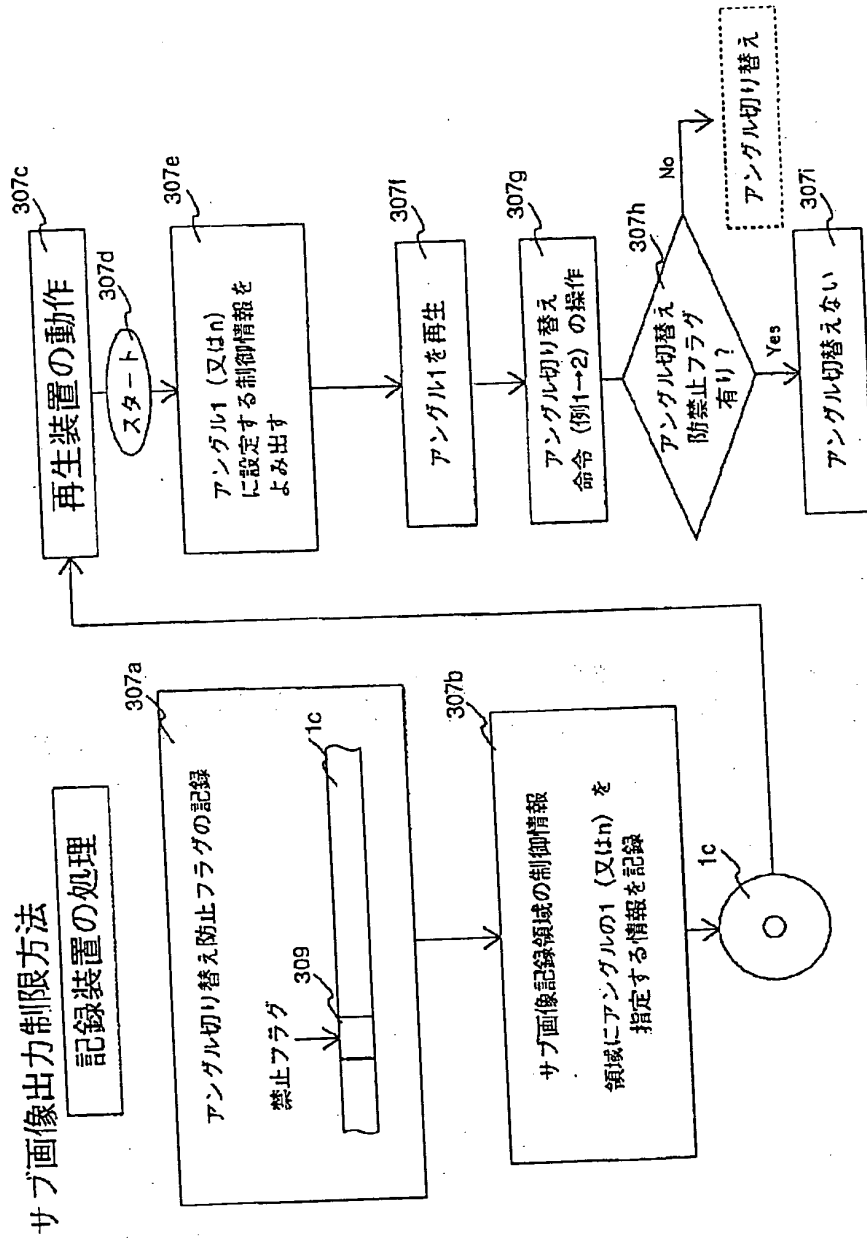 サブ画像出力制限方法
記録装置の処理
307a
アングル切り替え防止フラグの記録
禁止フラグ
309
1c
307b
サブ画像記録領域の制御情報
領域にアングルの1（又はn）を
指定する情報を記録
1c
再生装置の動作
307c
スタート
307d
アングル1（又はn）
に設定する制御情報を
よみ出す
307e
アングル1を再生
307f
アングル切り替え
命令（例1→2）の操作
307g
アングル切替え
防禁止フラグ
有り？
307h
No
アングル切り替え
Yes
アングル切替えない
307i